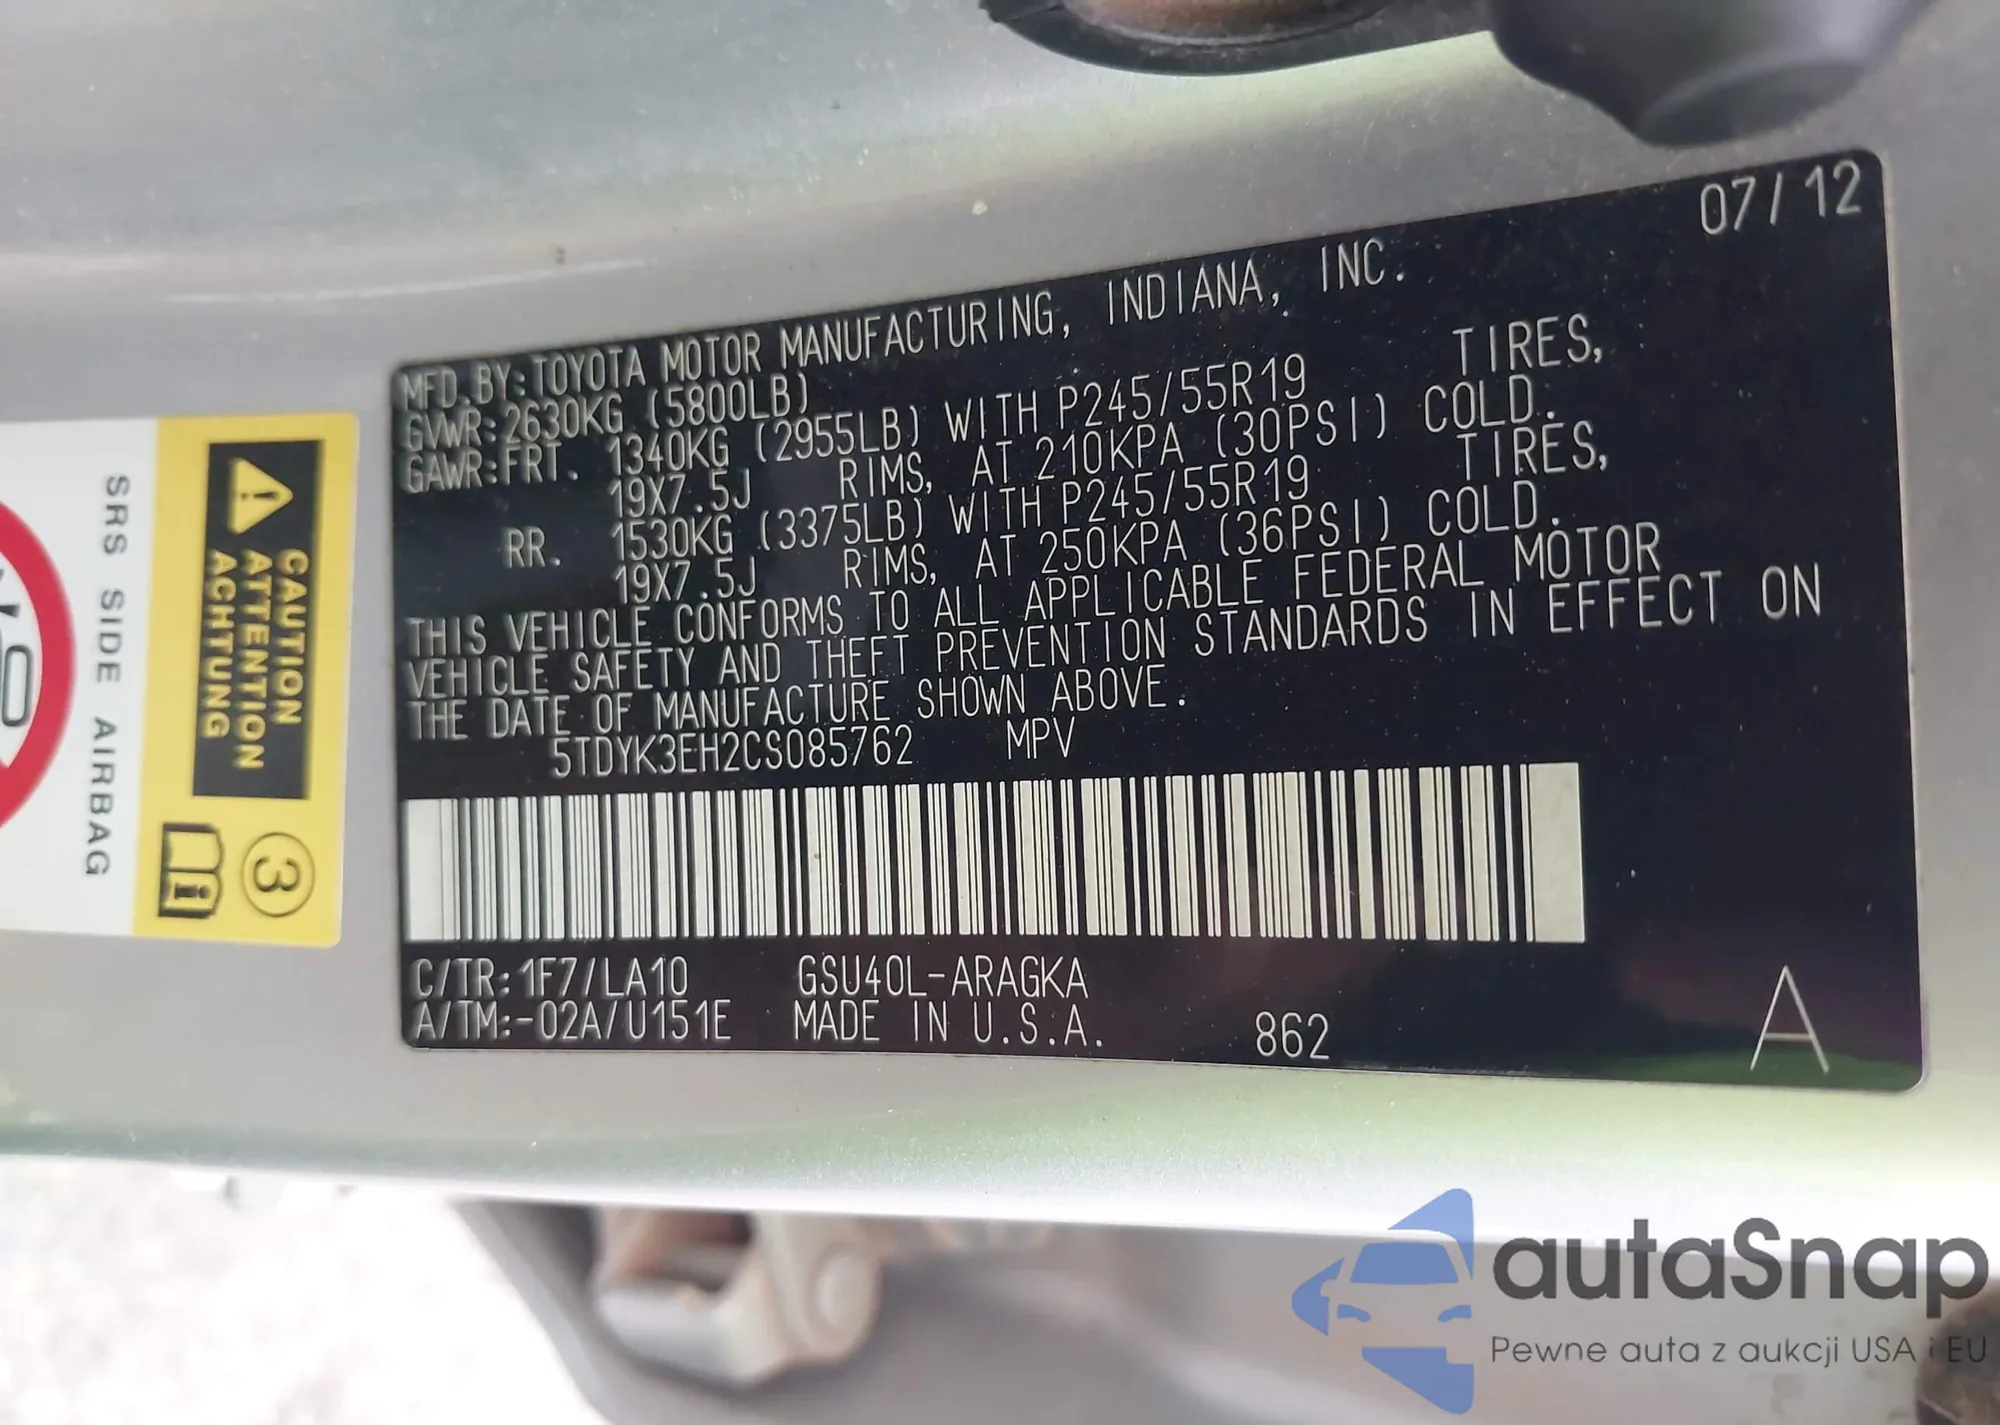 07/12
MFD.BY:TOYOTA MOTOR MANUFACTURING, INDIANA, INC.
GVWR:2630KG (5800LB)
GAWR:FRT. 1340KG (2955LB) WITH P245/55R19 TIRES,
19X7.5J RIMS, AT 210KPA (30PSI) COLD.
RR. 1530KG (3375LB) WITH P245/55R19 TIRES,
19X7.5J RIMS, AT 250KPA (36PSI) COLD.
THIS VEHICLE CONFORMS TO ALL APPLICABLE FEDERAL MOTOR
VEHICLE SAFETY AND THEFT PREVENTION STANDARDS IN EFFECT ON
THE DATE OF MANUFACTURE SHOWN ABOVE.
5TDYK3EH2CS085762 MPV
C/TR:1F7/LA10 GSU40L-ARAGKA
A/TM:-02A/U151E MADE IN U.S.A. 862 A
SRS SIDE AIRBAG
CAUTION
ATTENTION
ACHTUNG
3
autaSnap
Pewne auta z aukcji USA i EU